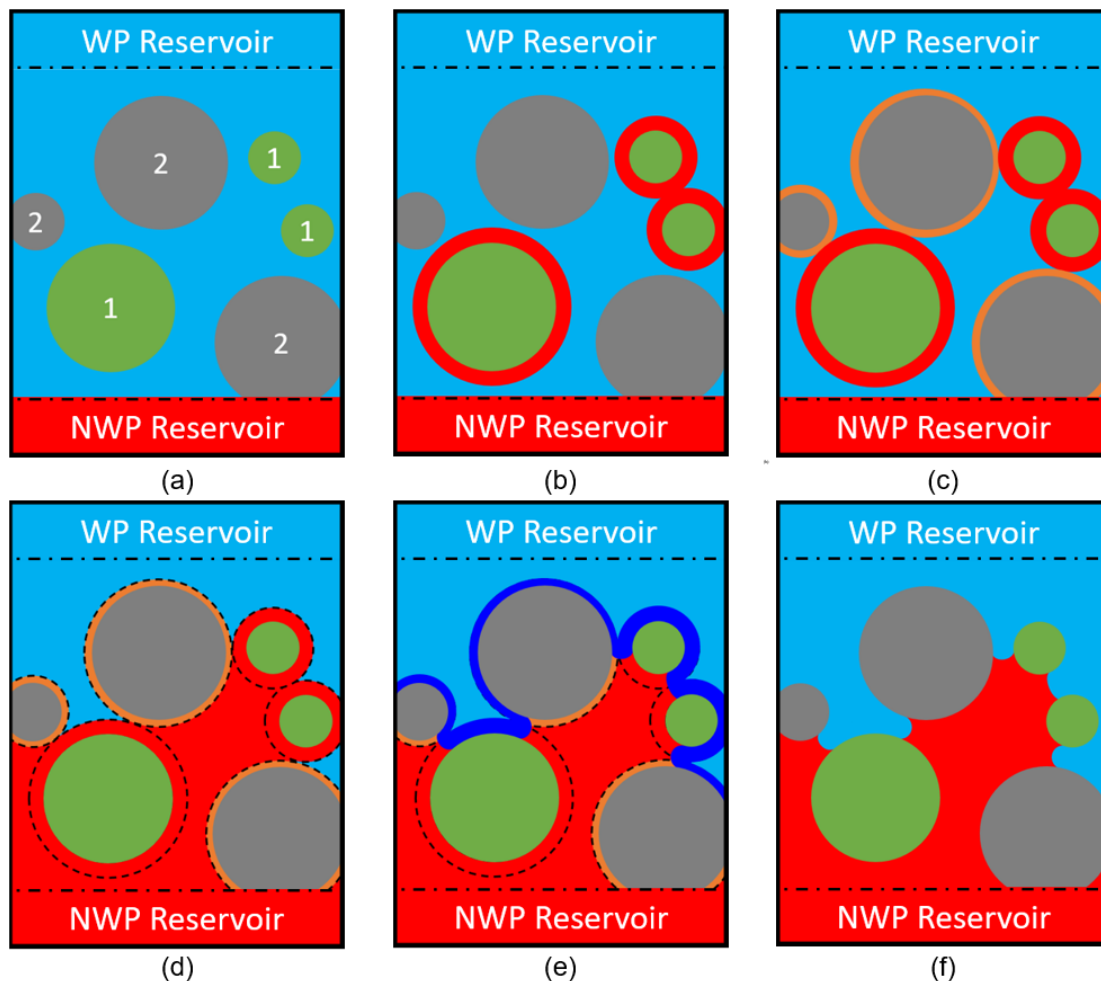 WP Reservoir
2
1
2
1
1
2
NWP Reservoir
(a)
WP Reservoir
NWP Reservoir
(b)
WP Reservoir
NWP Reservoir
(c)
WP Reservoir
NWP Reservoir
(d)
WP Reservoir
NWP Reservoir
(e)
WP Reservoir
NWP Reservoir
(f)